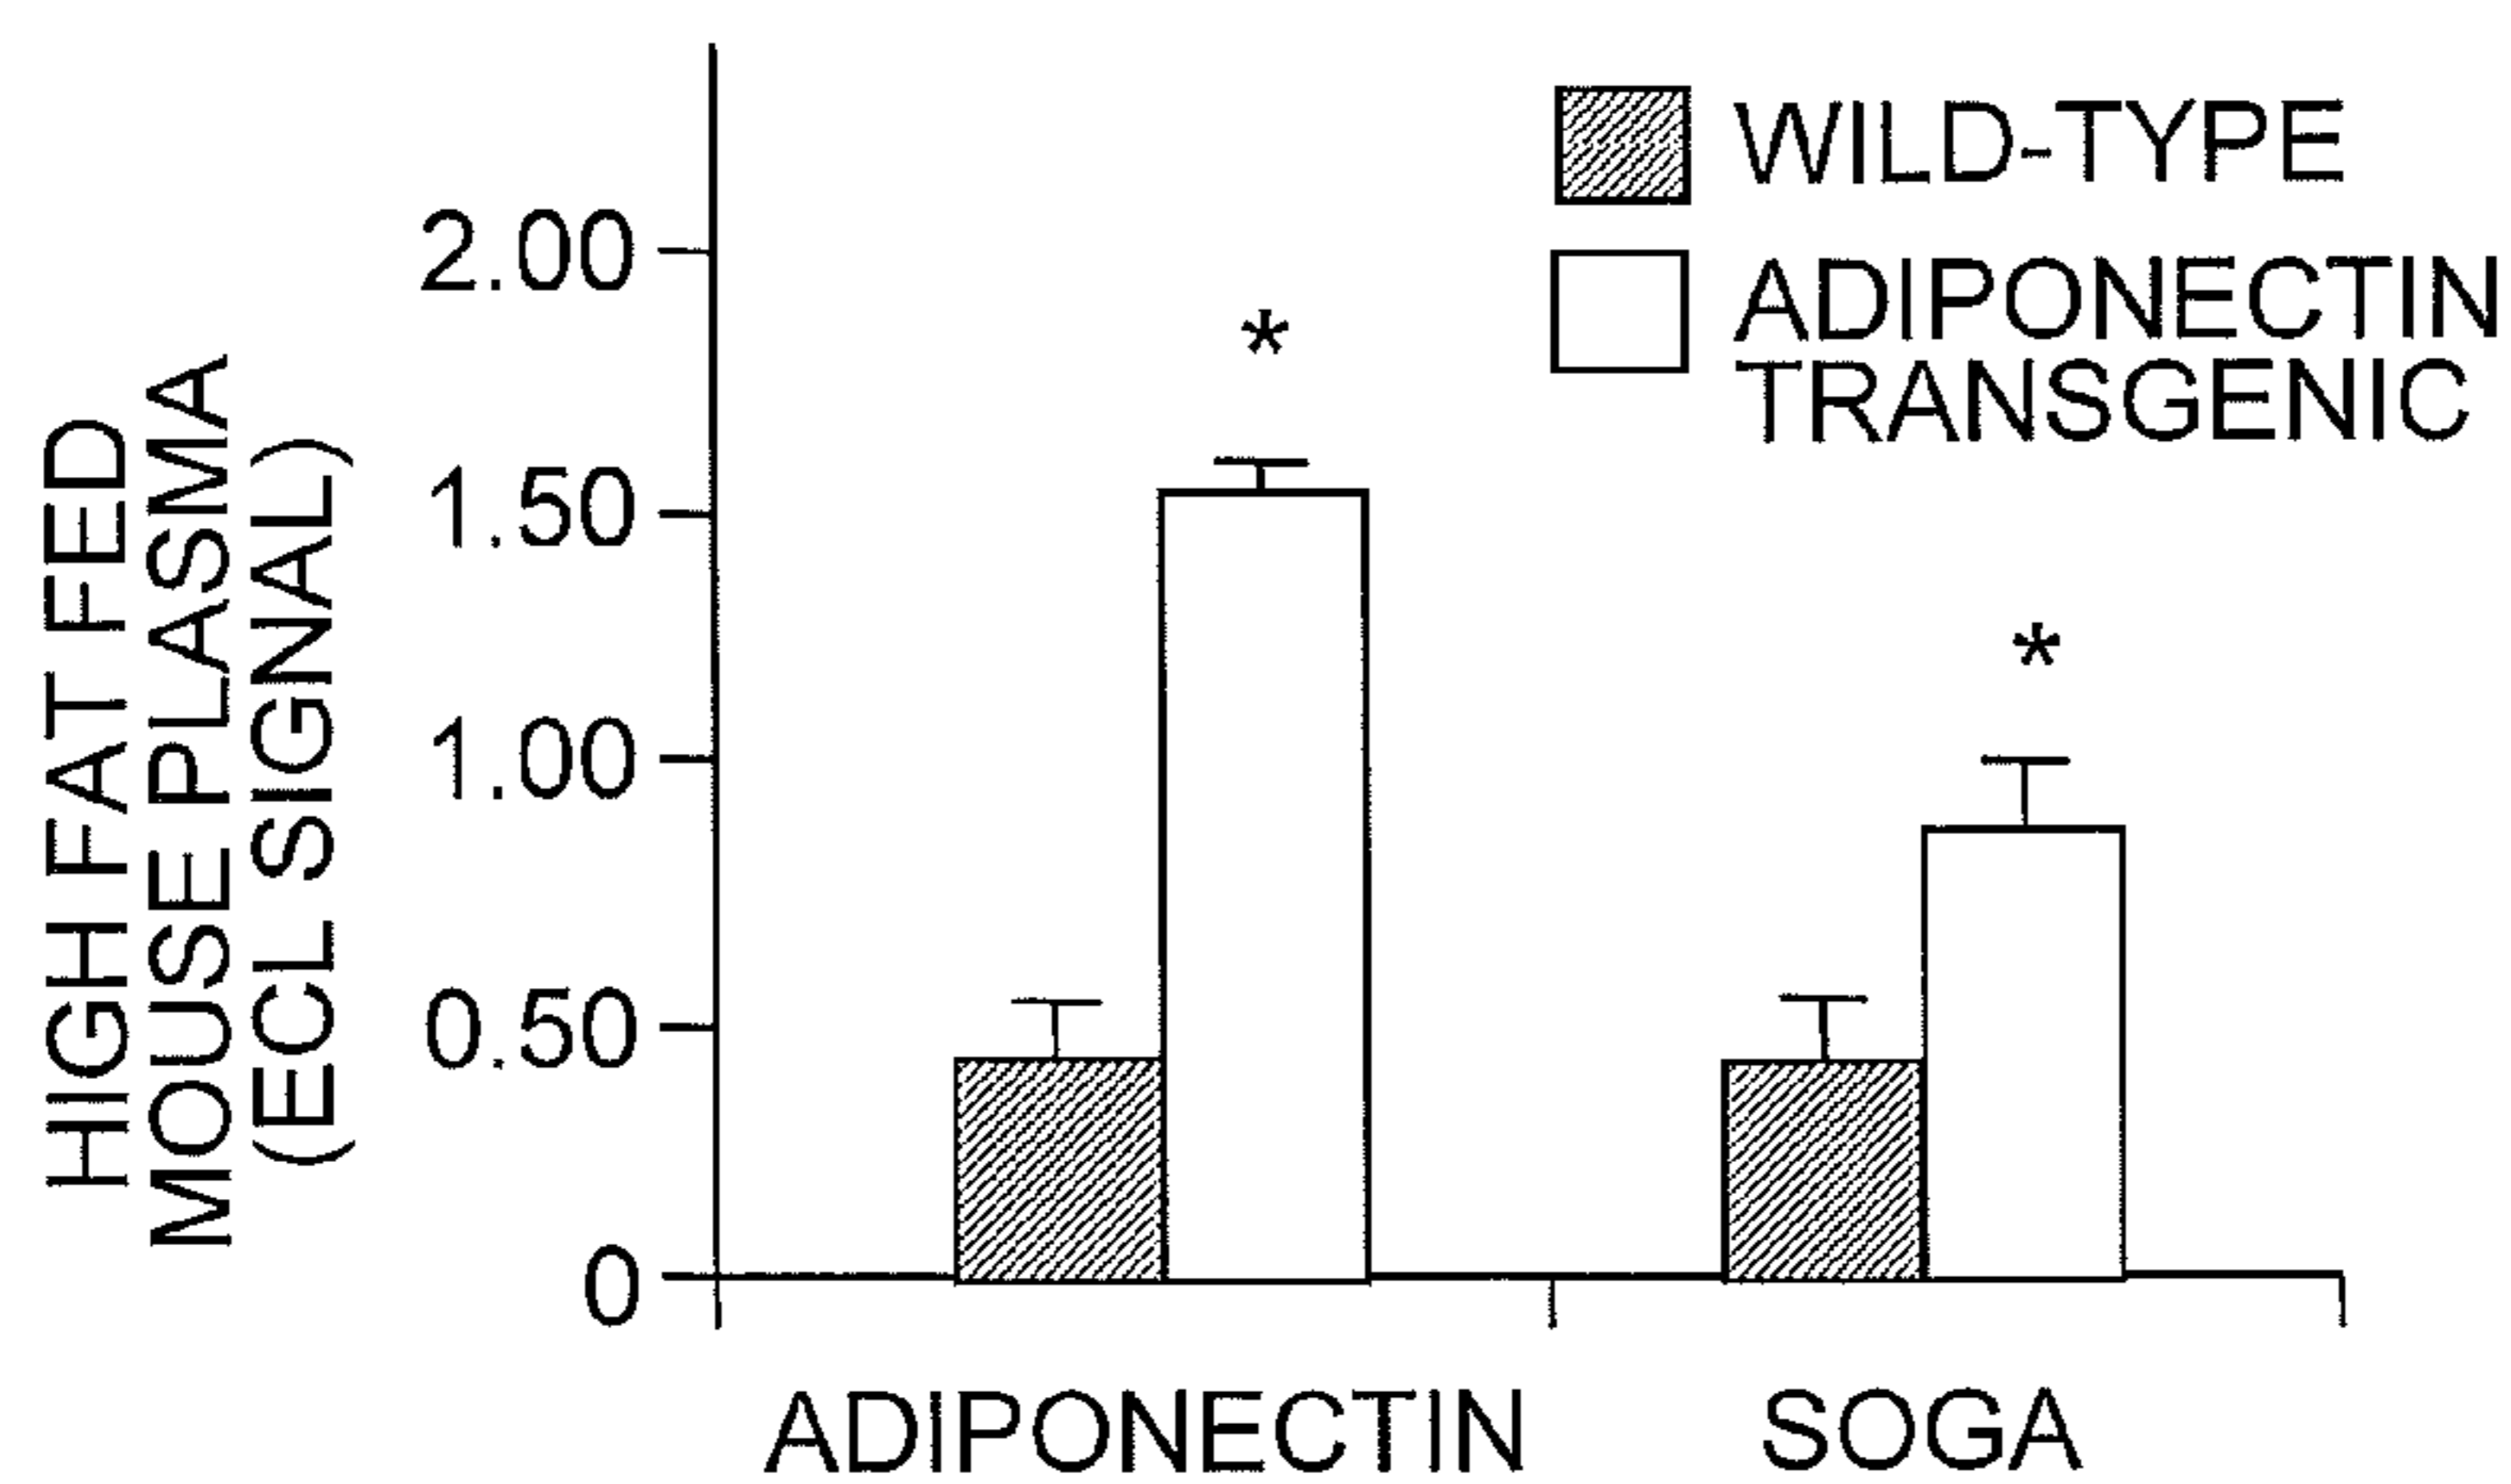 HIGH FAT FED
MOUSE PLASMA
(ECL SIGNAL)
2.00
1.50
1.00
0.50
0
*
*
WILD-TYPE
ADIPONECTIN
TRANSGENIC
ADIPONECTIN
SOGA